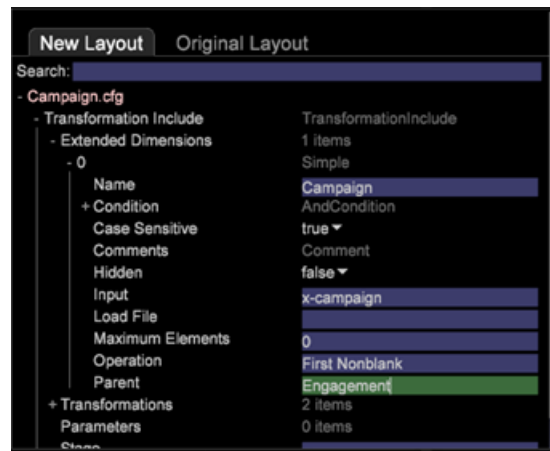 New Layout Original Layout
Search:
- Campaign.cfg
- Transformation Include TransformationInclude
- Extended Dimensions 1 items
- 0 Simple
Name Campaign
+ Condition AndCondition
Case Sensitive true
Comments Comment
Hidden false
Input x-campaign
Load File
Maximum Elements 0
Operation First Nonblank
Parent Engagement
+ Transformations 2 items
Parameters 0 items
Stage